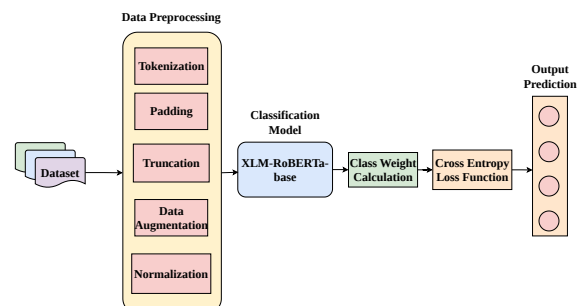 Data Preprocessing
Tokenization
Padding
Truncation
Data
Augmentation
Normalization
Dataset
Classification
Model
XLM-RoBERTa-
base
Class Weight
Calculation
Cross Entropy
Loss Function
Output
Prediction